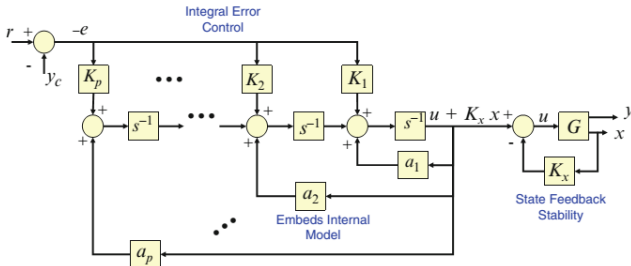 Integral Error
Control
r + −e
- y_c
K_p ••• K_2 K_1
+ + +
s⁻¹ ••• s⁻¹ s⁻¹ u + K_x x + u G y
+ + + - x
a_1 K_x
a_2 State Feedback
Stability
Embeds Internal
Model
•••
a_p